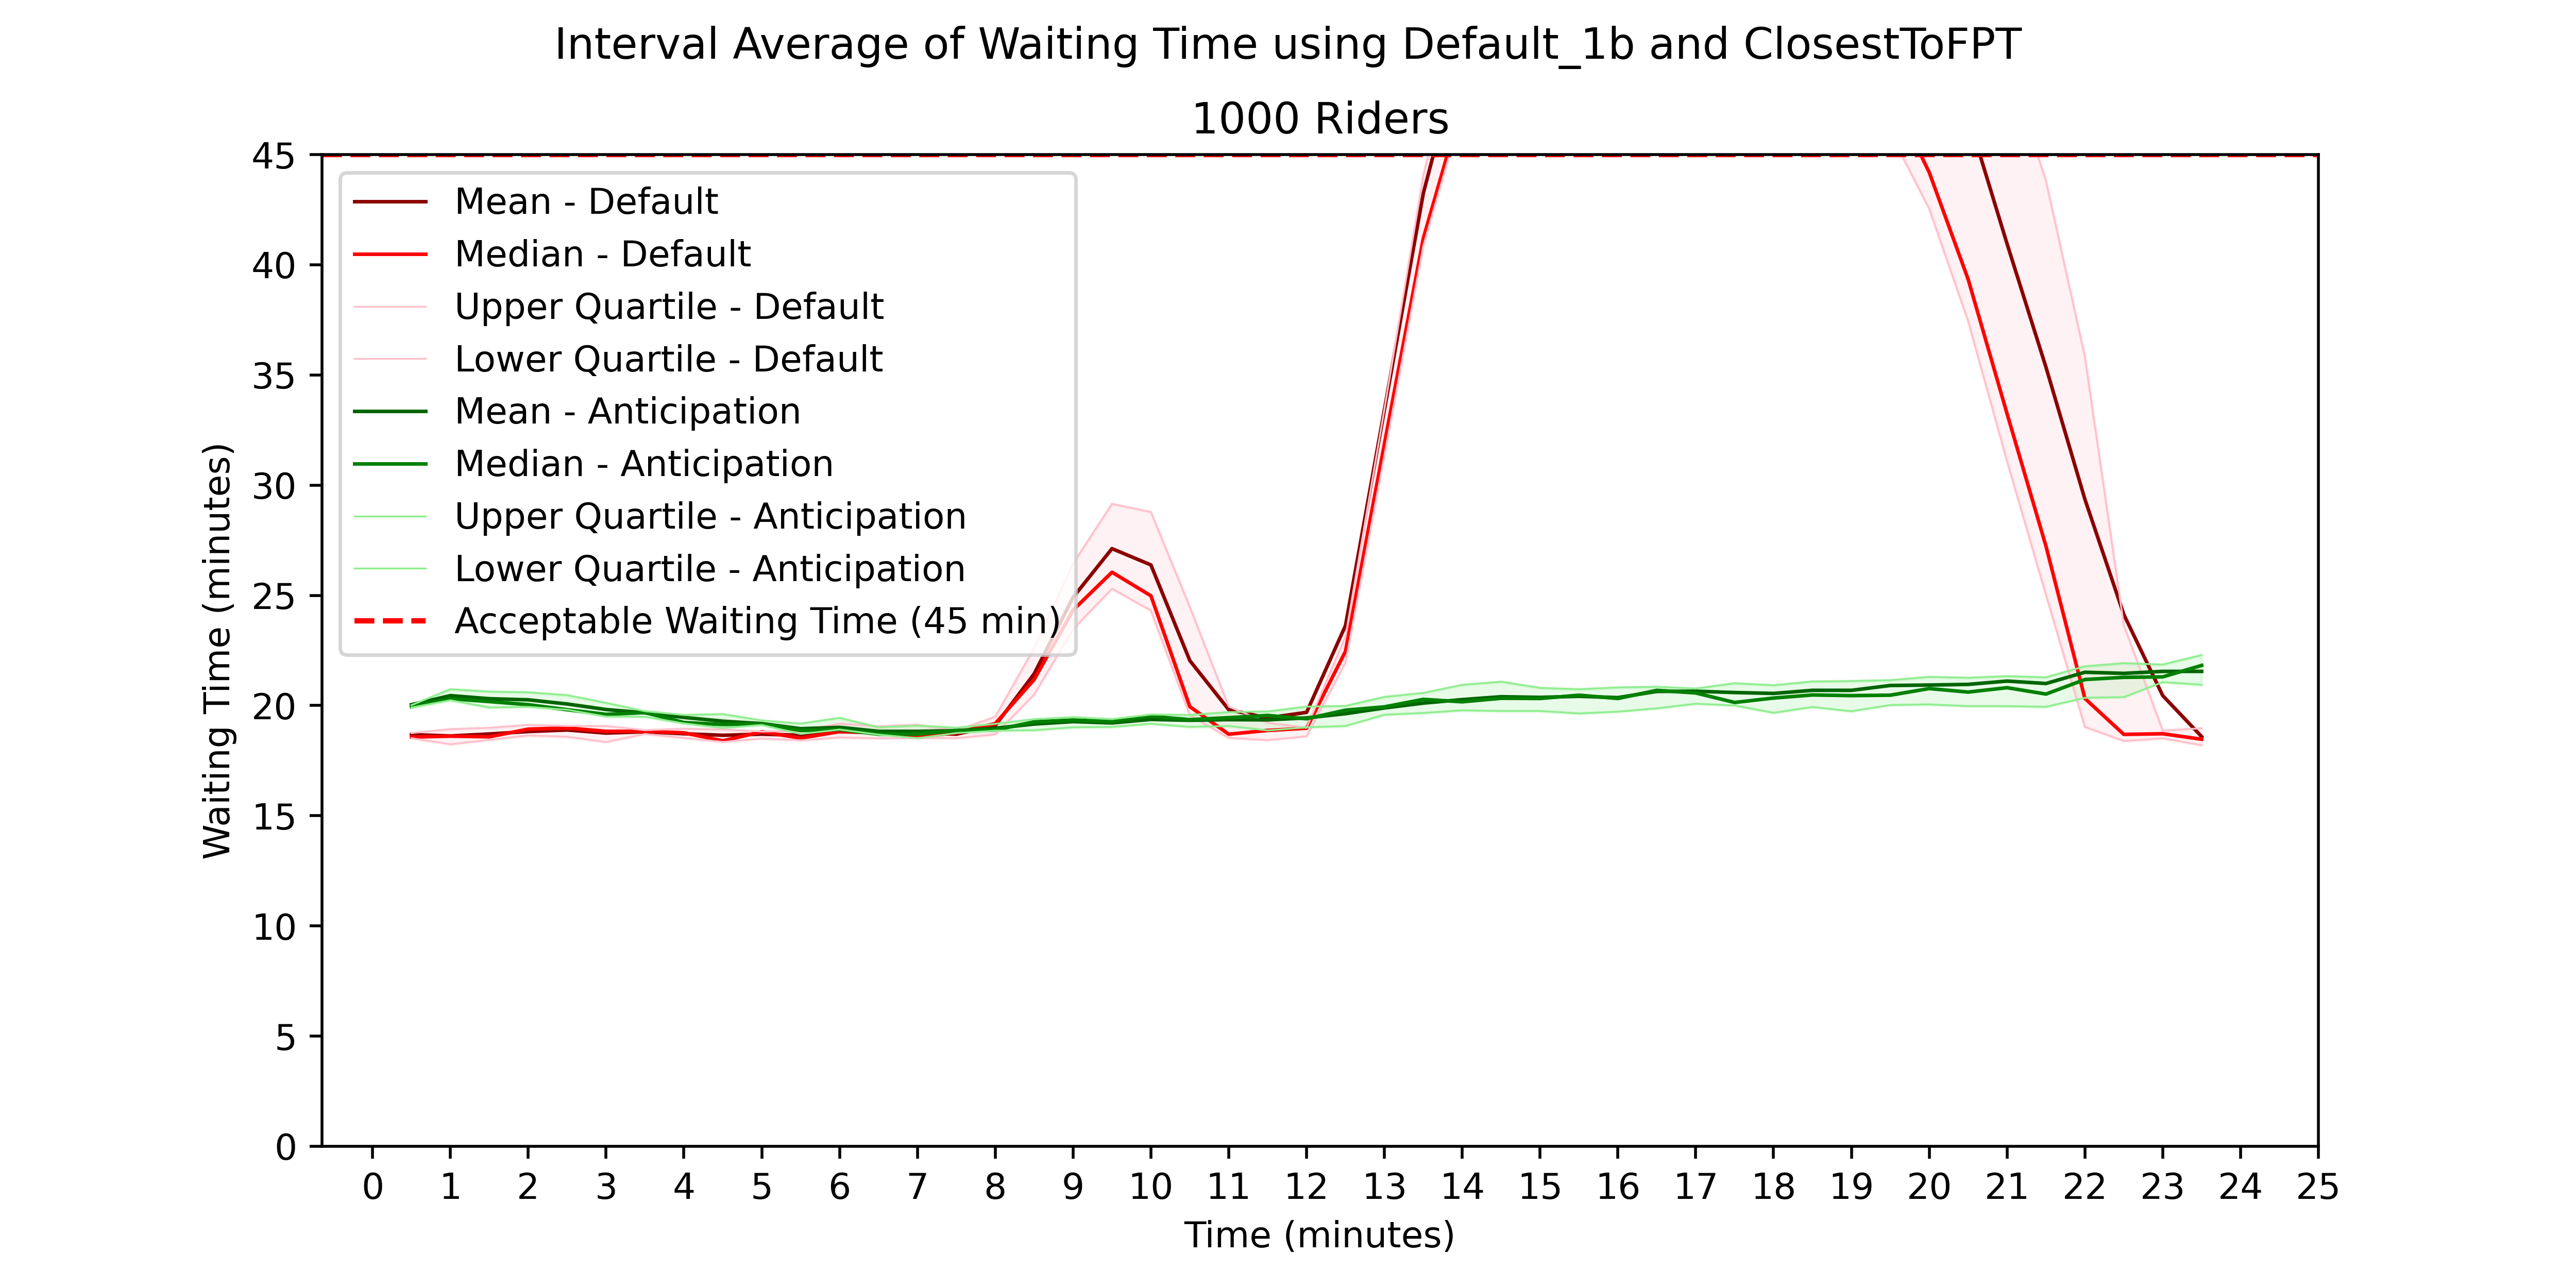 Interval Average of Waiting Time using Default_1b and ClosestToFPT
1000 Riders
45
40
35
30
25
20
15
10
5
0
Waiting Time (minutes)
Mean - Default
Median - Default
Upper Quartile - Default
Lower Quartile - Default
Mean - Anticipation
Median - Anticipation
Upper Quartile - Anticipation
Lower Quartile - Anticipation
Acceptable Waiting Time (45 min)
0 1 2 3 4 5 6 7 8 9 10 11 12 13 14 15 16 17 18 19 20 21 22 23 24 25
Time (minutes)